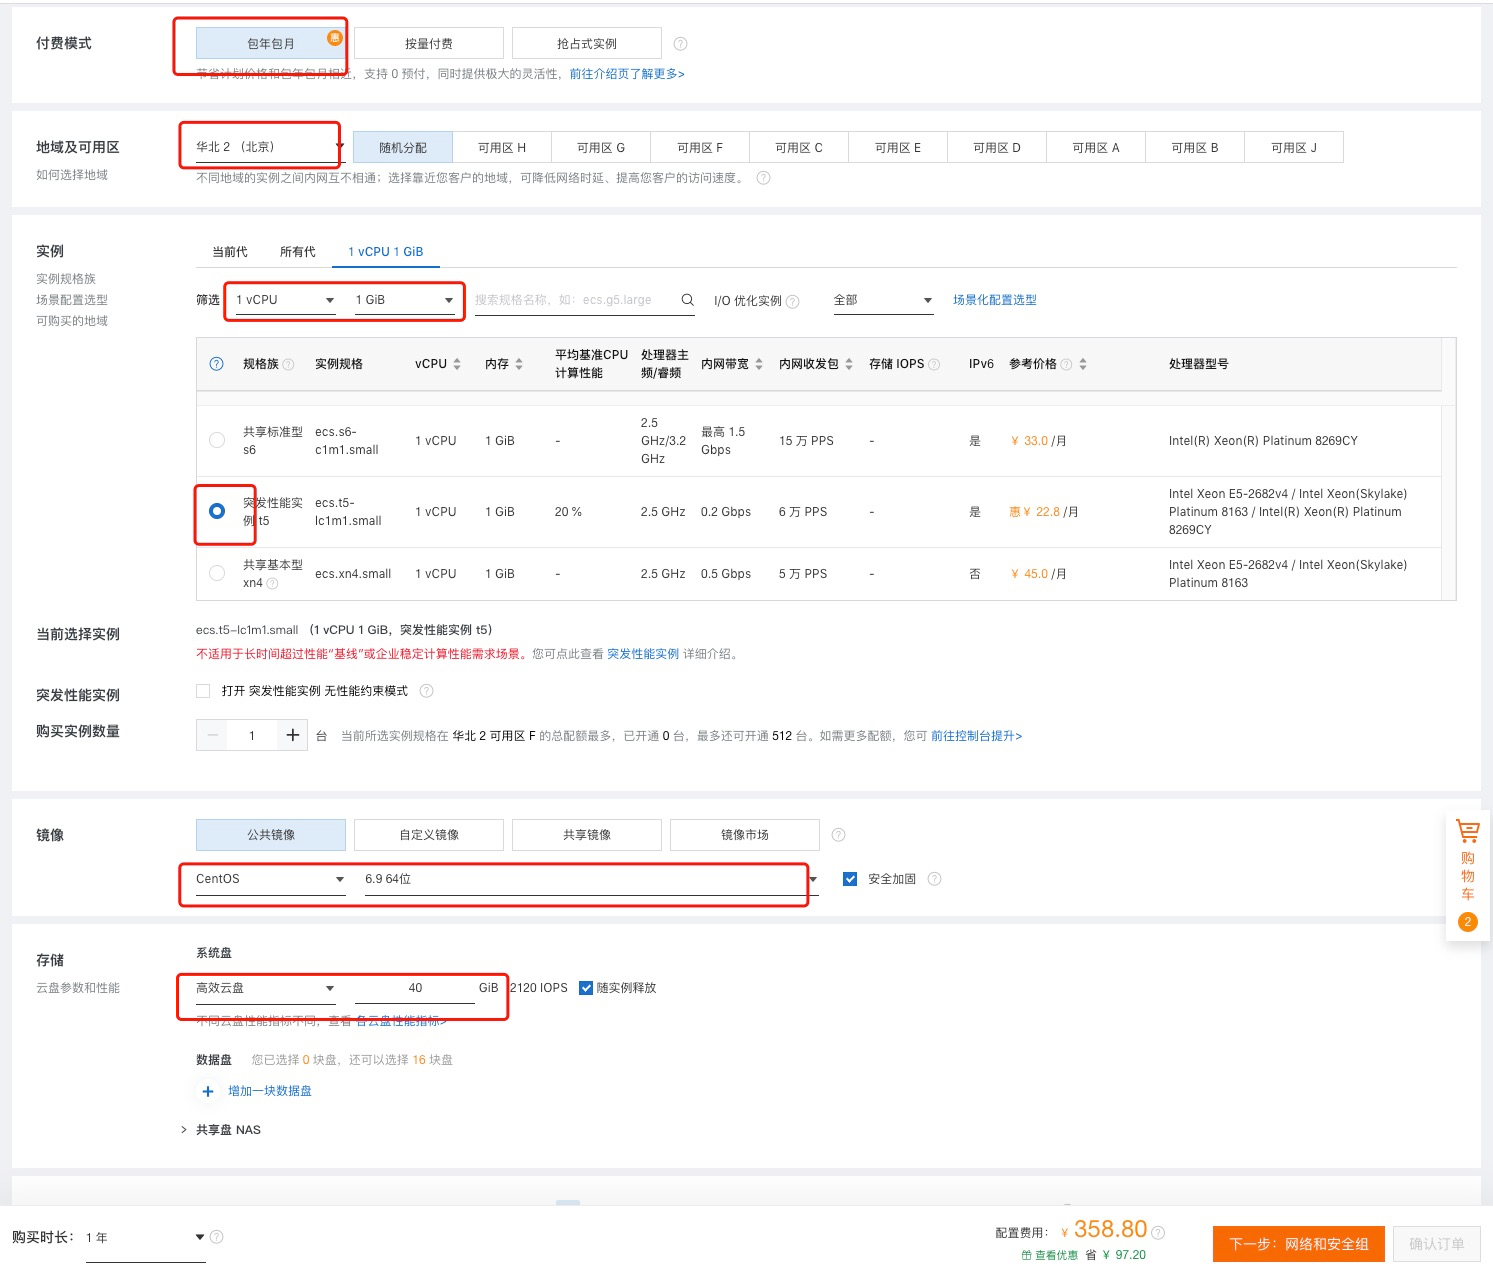 付费模式
包年包月 惠 按量付费 抢占式实例 ?
节省计划价格和包年包月相近，支持 0 预付，同时提供极大的灵活性，前往介绍页了解更多>
地域及可用区
如何选择地域
华北 2 （北京） 随机分配 可用区 H 可用区 G 可用区 F 可用区 C 可用区 E 可用区 D 可用区 A 可用区 B 可用区 J
不同地域的实例之间内网互不相通；选择靠近您客户的地域，可降低网络时延、提高您客户的访问速度。 ?
实例
实例规格族
场景配置选型
可购买的地域
当前代 所有代 1 vCPU 1 GiB
筛选 1 vCPU 1 GiB 搜索规格名称，如：ecs.g5.large I/O 优化实例 ? 全部 场景化配置选型
? 规格族 ? 实例规格 vCPU 内存 平均基准CPU计算性能 处理器主频/睿频 内网带宽 内网收发包 存储 IOPS ? IPv6 参考价格 ? 处理器型号
共享标准型 s6 ecs.s6-c1m1.small 1 vCPU 1 GiB - 2.5 GHz/3.2 GHz 最高 1.5 Gbps 15 万 PPS - 是 ￥ 33.0 /月 Intel(R) Xeon(R) Platinum 8269CY
突发性能实例 t5 ecs.t5-lc1m1.small 1 vCPU 1 GiB 20 % 2.5 GHz 0.2 Gbps 6 万 PPS - 是 惠￥ 22.8 /月 Intel Xeon E5-2682v4 / Intel Xeon(Skylake) Platinum 8163 / Intel(R) Xeon(R) Platinum 8269CY
共享基本型 xn4 ? ecs.xn4.small 1 vCPU 1 GiB - 2.5 GHz 0.5 Gbps 5 万 PPS - 否 ￥ 45.0 /月 Intel Xeon E5-2682v4 / Intel Xeon(Skylake) Platinum 8163
当前选择实例
ecs.t5-lc1m1.small （1 vCPU 1 GiB，突发性能实例 t5）
不适用于长时间超过性能“基线”或企业稳定计算性能需求场景。您可点此查看 突发性能实例 详细介绍。
突发性能实例
打开 突发性能实例 无性能约束模式 ?
购买实例数量
1 + 台 当前所选实例规格在 华北 2 可用区 F 的总配额最多，已开通 0 台，最多还可开通 512 台。如需更多配额，您可 前往控制台提升>
镜像
公共镜像 自定义镜像 共享镜像 镜像市场 ?
CentOS 6.9 64位 安全加固 ?
购物车
2
存储
云盘参数和性能
系统盘
高效云盘 40 GiB 2120 IOPS 随实例释放
不同云盘性能指标不同，查看 各云盘性能指标>
数据盘 您已选择 0 块盘，还可以选择 16 块盘
+ 增加一块数据盘
> 共享盘 NAS
购买时长： 1 年 ?
配置费用： ￥ 358.80 ?
查看优惠 省 ￥ 97.20
下一步：网络和安全组
确认订单